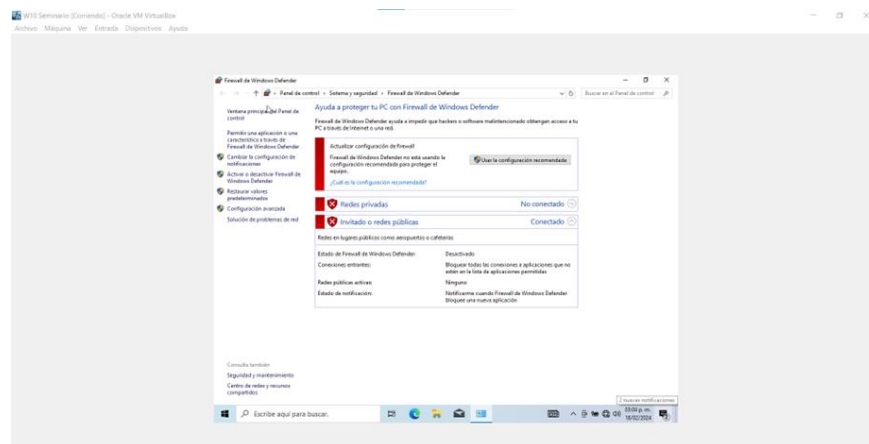 W10 Seminario [Corriendo] - Oracle VM VirtualBox
Archivo Máquina Ver Entrada Dispositivos Ayuda
Firewall de Windows Defender
Panel de control Sistema y seguridad Firewall de Windows Defender
Buscar en el Panel de control
Ventana principal del Panel de
control
Permitir una aplicación o una
característica a través de
Firewall de Windows Defender
Cambiar la configuración de
notificaciones
Activar o desactivar Firewall de
Windows Defender
Restaurar valores
predeterminados
Configuración avanzada
Solución de problemas de red
Ayuda a proteger tu PC con Firewall de Windows Defender
Firewall de Windows Defender ayuda a impedir que hackers o software malintencionado obtengan acceso a tu
PC a través de Internet o una red.
Actualizar configuración de firewall
Firewall de Windows Defender no está usando la
configuración recomendada para proteger el
equipo.
¿Cuál es la configuración recomendada?
Usar la configuración recomendada
Redes privadas No conectado
Invitado o redes públicas Conectado
Redes en lugares públicos como aeropuertos o cafeterías
Estado de Firewall de Windows Defender: Desactivado
Conexiones entrantes: Bloquear todas las conexiones a aplicaciones que no
estén en la lista de aplicaciones permitidas
Redes públicas activas: Ninguno
Estado de notificación: Notificarme cuando Firewall de Windows Defender
bloquee una nueva aplicación
Consulta también
Seguridad y mantenimiento
Centro de redes y recursos
compartidos
2 nuevas notificaciones
Escribe aquí para buscar.
03:04 p. m.
18/02/2024